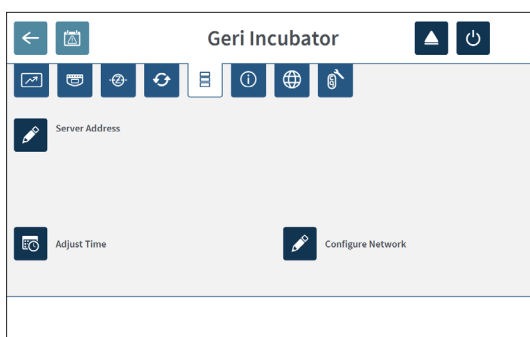 Geri Incubator
Server Address
Adjust Time
Configure Network